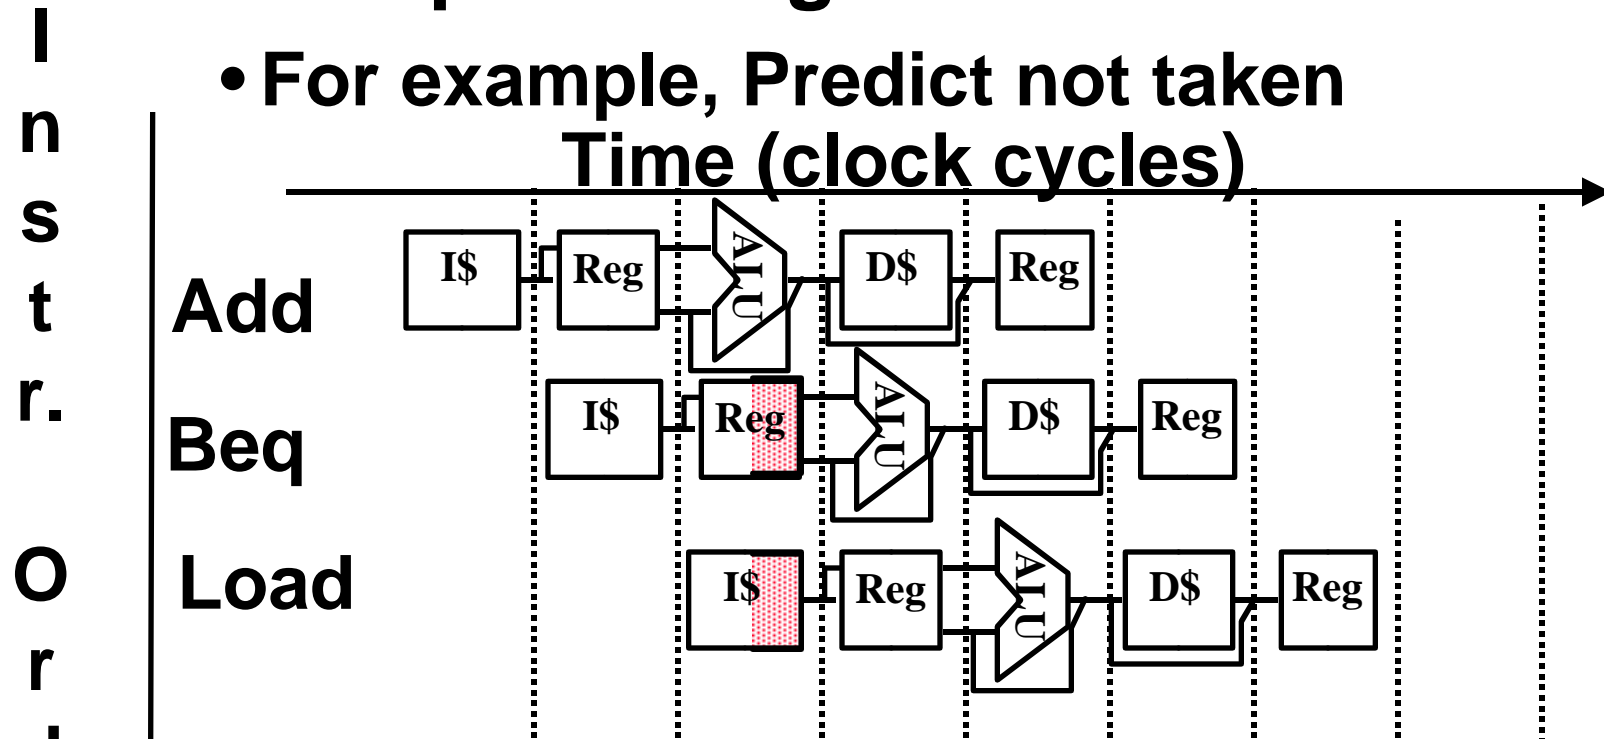 • For example, Predict not taken
Time (clock cycles)
I
n
s
t
r.
O
r
I$ Reg ALU D$ Reg
Add
I$ Reg ALU D$ Reg
Beq
I$ Reg ALU D$ Reg
Load